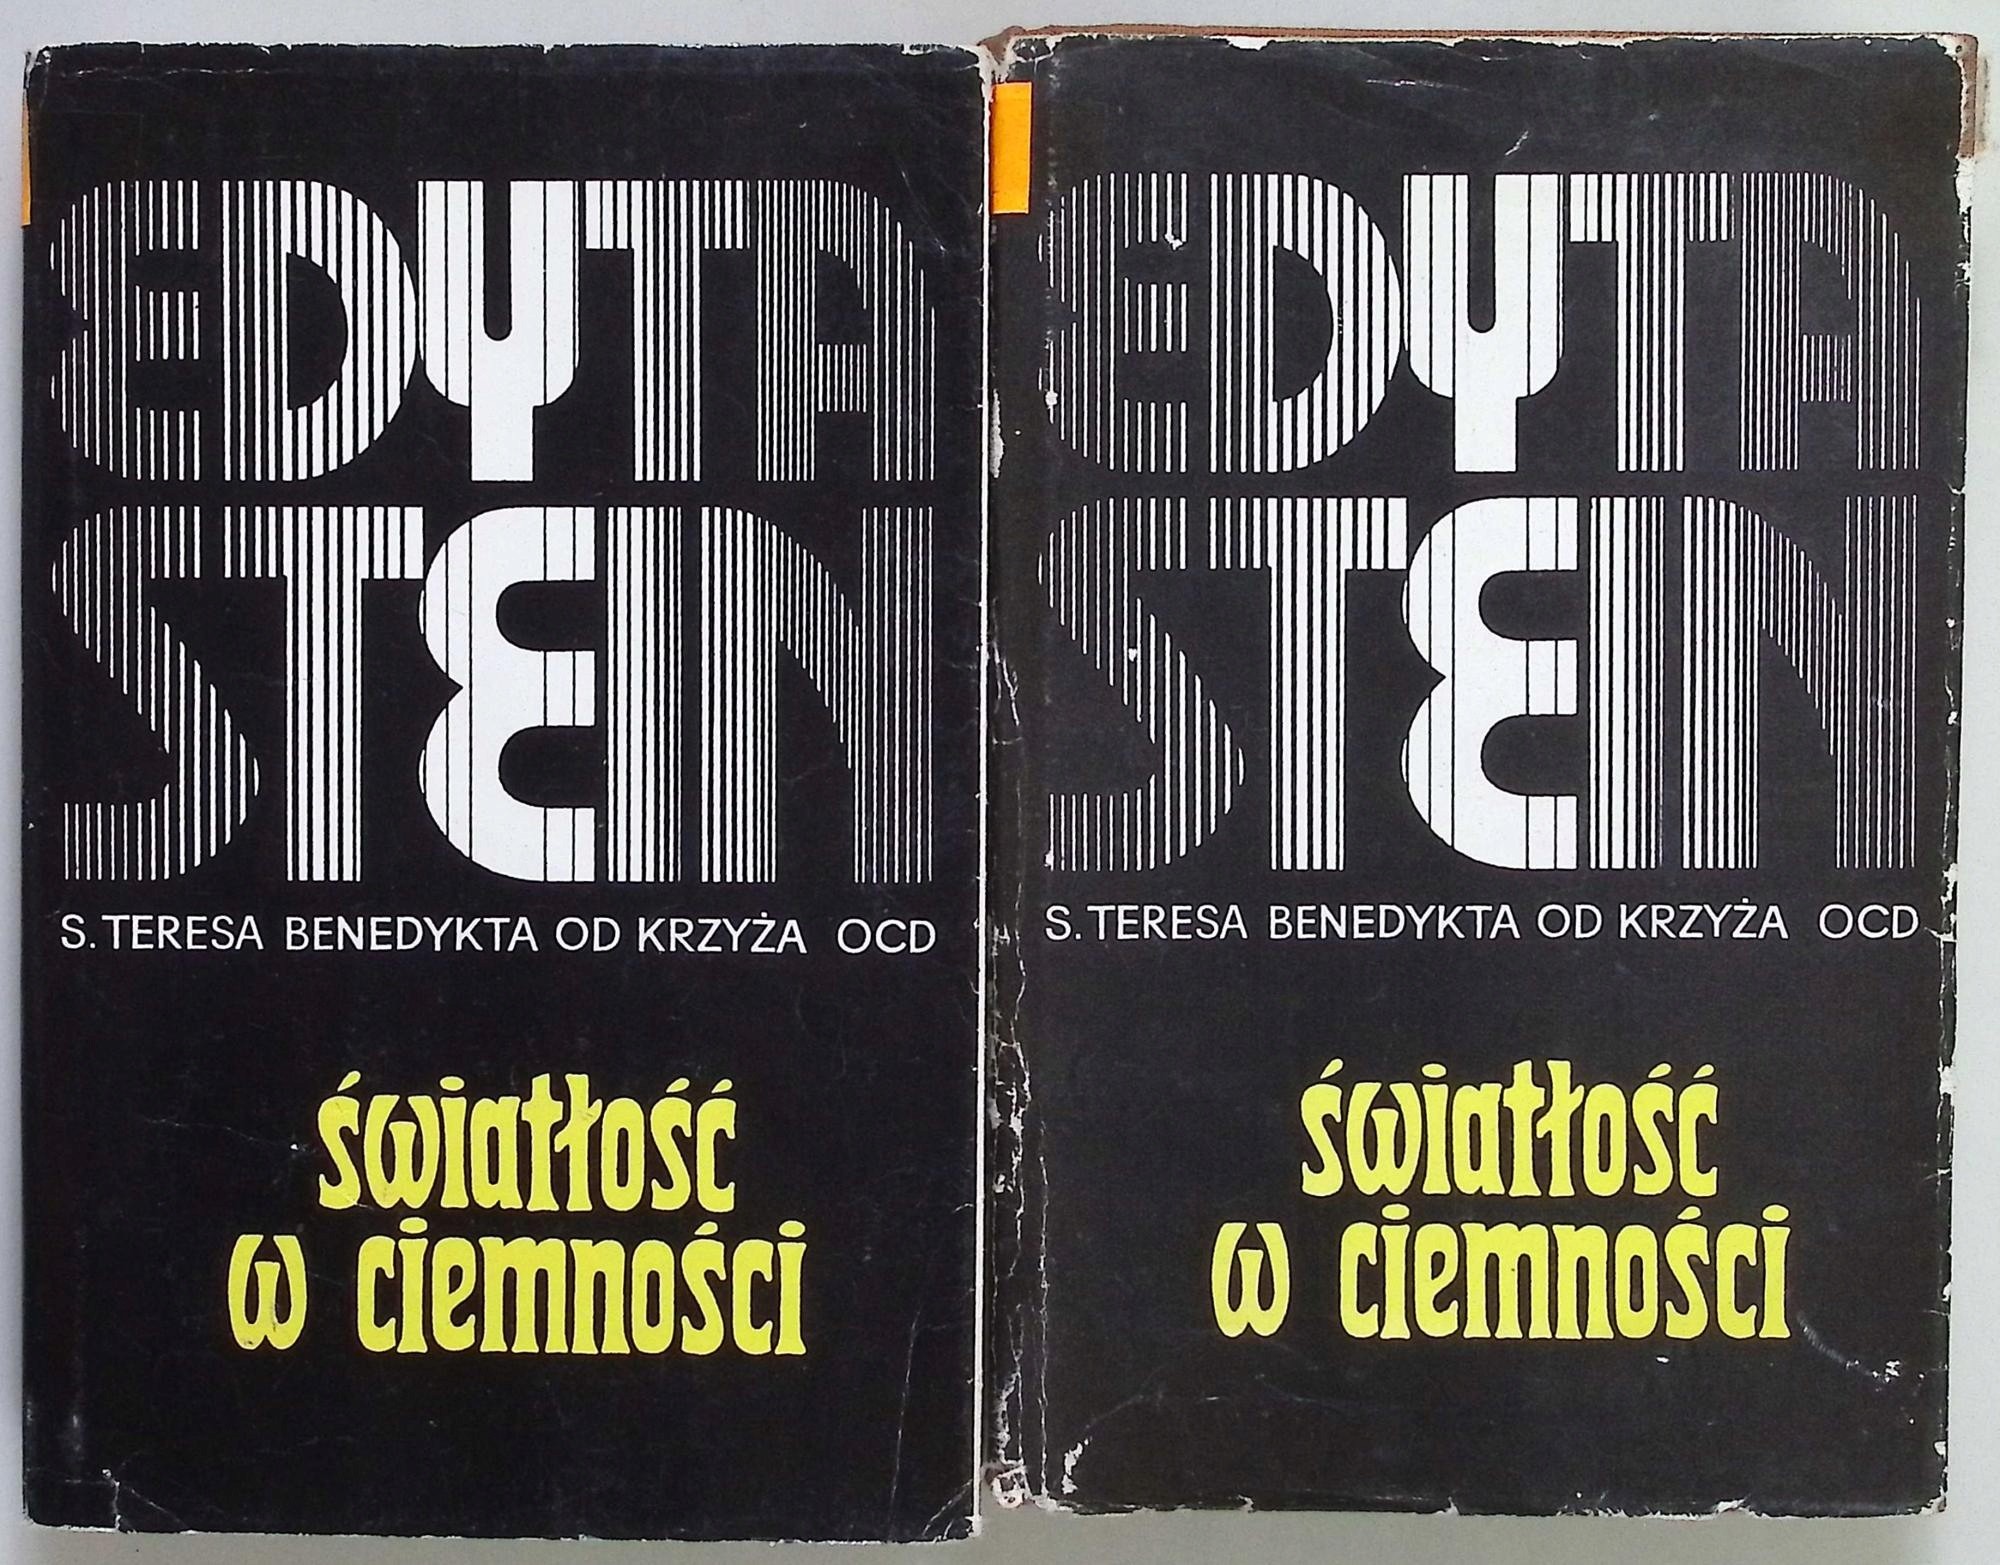 EDYTA
STEIN
S. TERESA BENEDYKTA OD KRZYŻA OCD
światłość
w ciemności
EDYTA
STEIN
S. TERESA BENEDYKTA OD KRZYŻA OCD
światłość
w ciemności